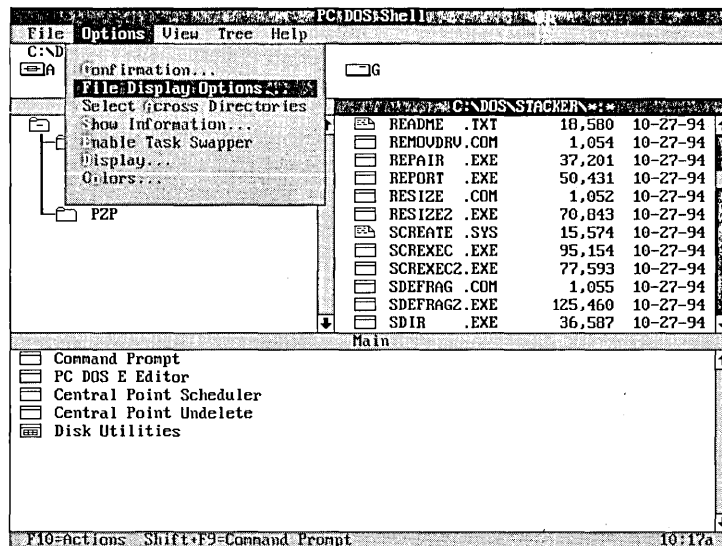 PC DOS Shell
File Options View Tree Help
C:\D
A
G
Confirmation...
File Display Options...
Select Across Directories
Show Information...
Enable Task Swapper
Display...
Colors...
PZP
C:\DOS\STACKER\*.*
README .TXT 18,580 10-27-94
REMOVDRV.COM 1,054 10-27-94
REPAIR .EXE 37,201 10-27-94
REPORT .EXE 50,431 10-27-94
RESIZE .COM 1,052 10-27-94
RESIZE2 .EXE 70,843 10-27-94
SCREATE .SYS 15,574 10-27-94
SCREXEC .EXE 95,154 10-27-94
SCREXEC2.EXE 77,593 10-27-94
SDEFRAG .COM 1,055 10-27-94
SDEFRAG2.EXE 125,460 10-27-94
SDIR .EXE 36,587 10-27-94
Main
Command Prompt
PC DOS E Editor
Central Point Scheduler
Central Point Undelete
Disk Utilities
F10=Actions Shift+F9=Command Prompt 10:17a